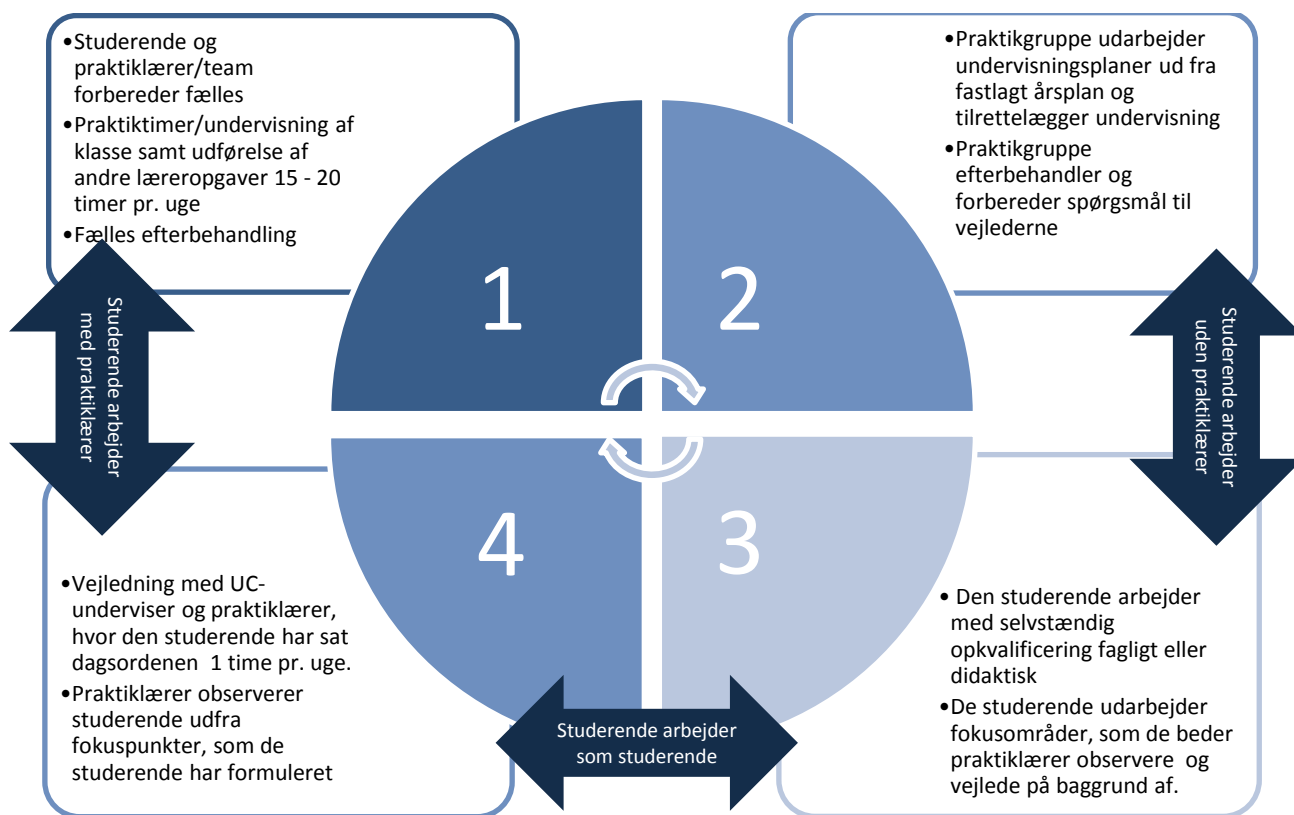 •Studerende og
praktiklærer/team
forbereder fælles
•Praktiktimer/undervisning af
klasse samt udførelse af
andre læreropgaver 15 - 20
timer pr. uge
•Fælles efterbehandling
•Praktikgruppe udarbejder
undervisningsplaner ud fra
fastlagt årsplan og
tilrettelægger undervisning
•Praktikgruppe
efterbehandler og
forbereder spørgsmål til
vejlederne
1
2
Studerende arbejder
med praktiklærer
Studerende arbejder
uden praktiklærer
4
3
•Vejledning med UC-
underviser og praktiklærer,
hvor den studerende har sat
dagsordenen 1 time pr. uge.
•Praktiklærer observerer
studerende udfra
fokuspunkter, som de
studerende har formuleret
• Den studerende arbejder
med selvstændig
opkvalificering fagligt eller
didaktisk
•De studerende udarbejder
fokusområder, som de beder
praktiklærer observere og
vejlede på baggrund af.
Studerende arbejder
som studerende